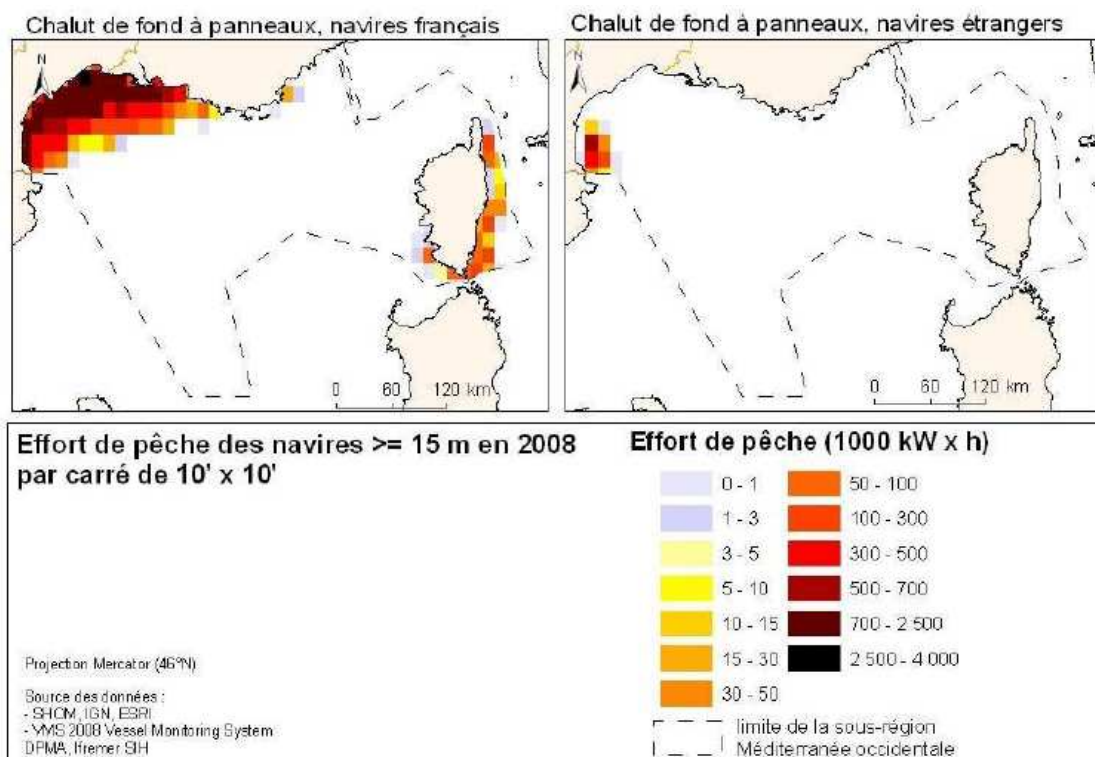 Chalut de fond à panneaux, navires français
Chalut de fond à panneaux, navires étrangers
N
N
0 60 120 km
0 60 120 km
Effort de pêche des navires >= 15 m en 2008
par carré de 10' x 10'
Projection Mercator (46°N)
Source des données :
- SHOM, IGN, ESRI
- VMS 2008 Vessel Monitoring System
DPMA, Ifremer SIH
Effort de pêche (1000 kW x h)
0 - 1
1 - 3
3 - 5
5 - 10
10 - 15
15 - 30
30 - 50
50 - 100
100 - 300
300 - 500
500 - 700
700 - 2 500
2 500 - 4 000
limite de la sous-région
Méditerranée occidentale